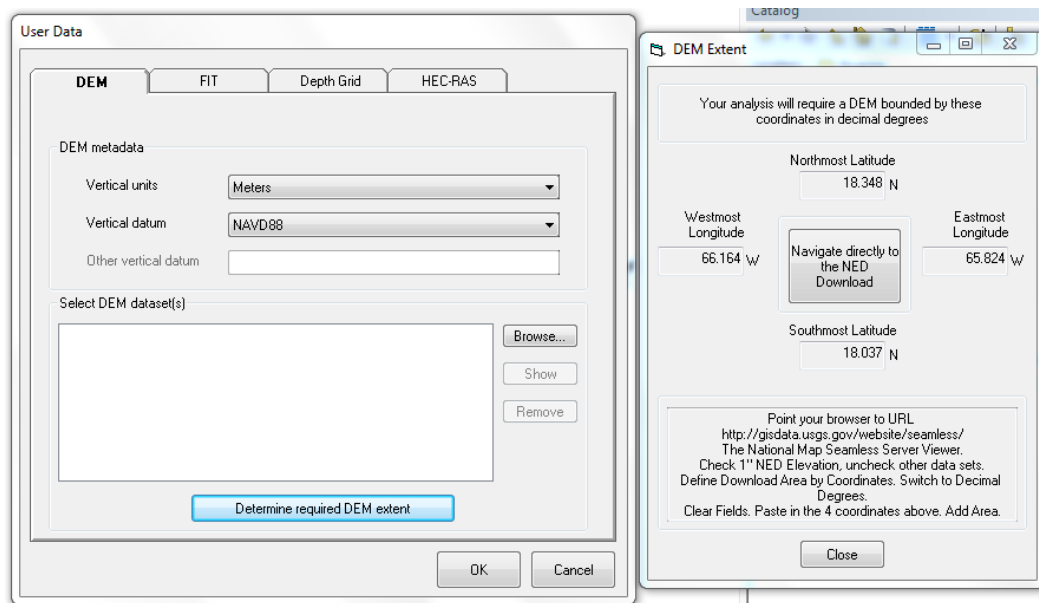 User Data
DEM
FIT
Depth Grid
HEC-RAS
DEM metadata
Vertical units
Meters
Vertical datum
NAVD88
Other vertical datum
Select DEM dataset(s)
Browse...
Show
Remove
Determine required DEM extent
OK
Cancel
Catalog
DEM Extent
Your analysis will require a DEM bounded by these
coordinates in decimal degrees
Northmost Latitude
18.348 N
Westmost
Longitude
66.164 W
Navigate directly to
the NED
Download
Eastmost
Longitude
65.824 W
Southmost Latitude
18.037 N
Point your browser to URL
http://gisdata.usgs.gov/website/seamless/
The National Map Seamless Server Viewer.
Check 1" NED Elevation, uncheck other data sets.
Define Download Area by Coordinates. Switch to Decimal
Degrees.
Clear Fields. Paste in the 4 coordinates above. Add Area.
Close